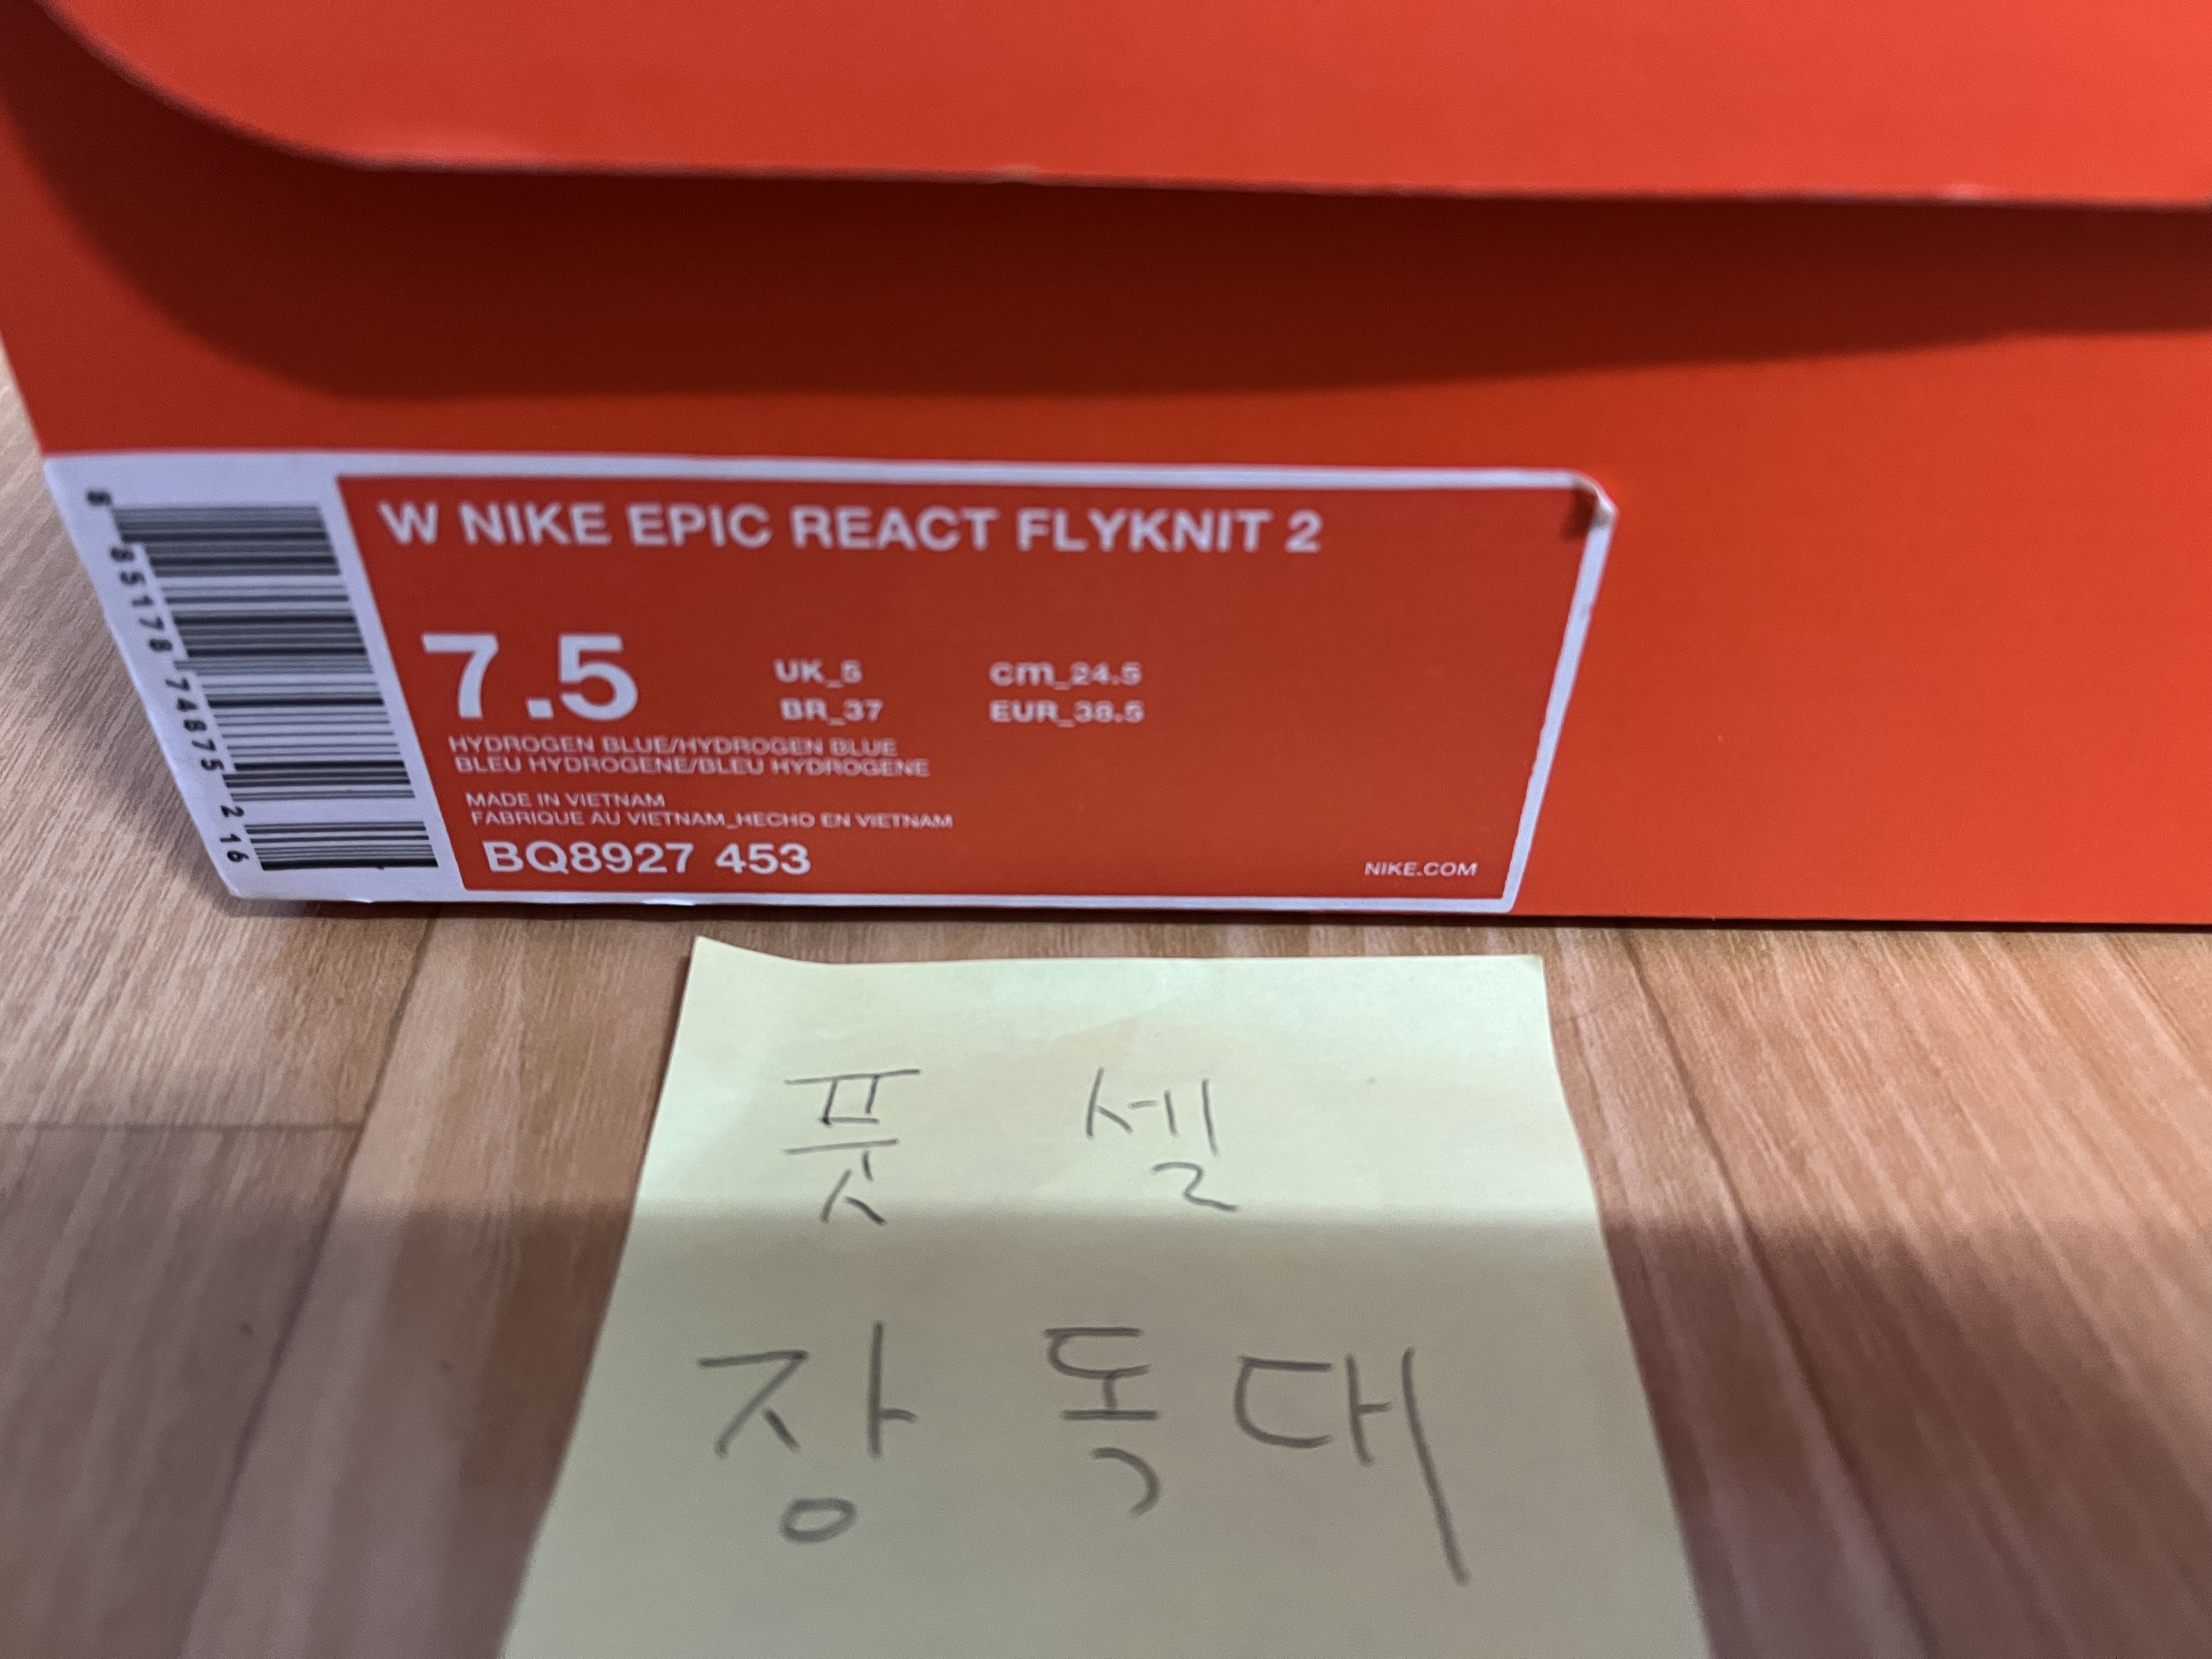 W NIKE EPIC REACT FLYKNIT 2
7.5
UK_5 cm_24.5
BR_37 EUR_38.5
HYDROGEN BLUE/HYDROGEN BLUE
BLEU HYDROGENE/BLEU HYDROGENE
MADE IN VIETNAM
FABRIQUE AU VIETNAM_HECHO EN VIETNAM
BQ8927 453
NIKE.COM
풋 셀
장 독대